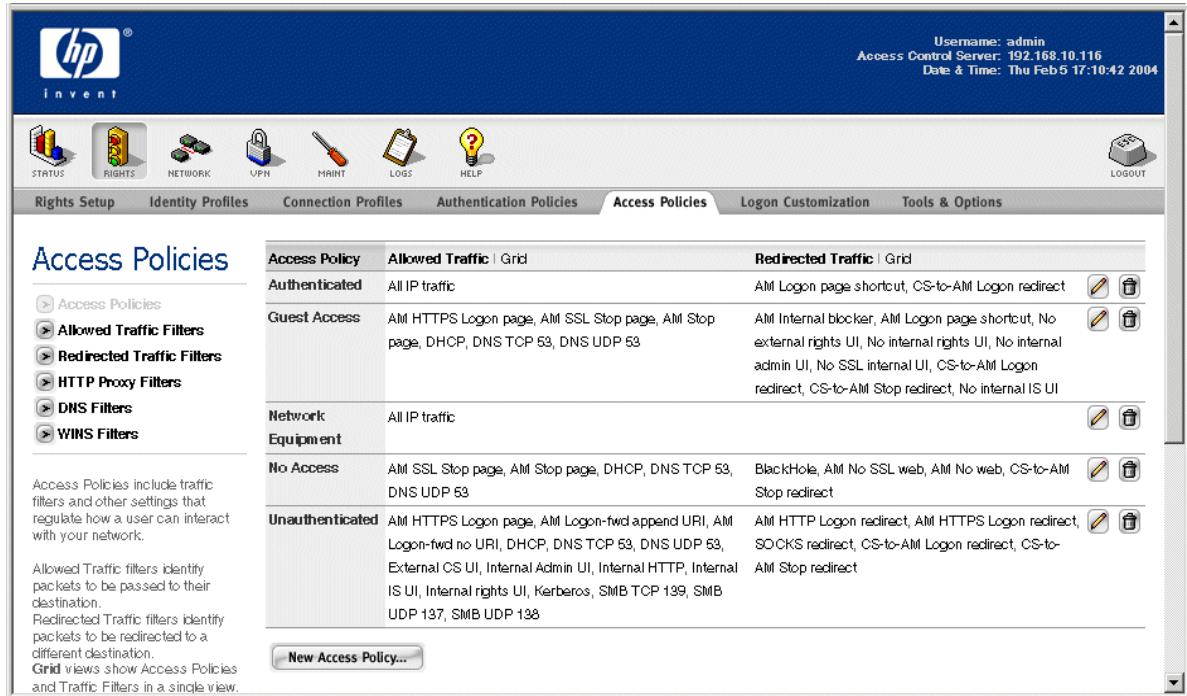 hp
®
invent
Username: admin
Access Control Server: 192.168.10.116
Date & Time: Thu Feb 5 17:10:42 2004
STATUS RIGHTS NETWORK VPN MAINT LOGS HELP LOGOUT
Rights Setup Identity Profiles Connection Profiles Authentication Policies Access Policies Logon Customization Tools & Options
Access Policies
Access Policies
Allowed Traffic Filters
Redirected Traffic Filters
HTTP Proxy Filters
DNS Filters
WINS Filters
Access Policies include traffic
filters and other settings that
regulate how a user can interact
with your network.
Allowed Traffic filters identify
packets to be passed to their
destination.
Redirected Traffic filters identify
packets to be redirected to a
different destination.
Grid views show Access Policies
and Traffic Filters in a single view.
Access Policy Allowed Traffic | Grid Redirected Traffic | Grid
Authenticated
All IP traffic
AM Logon page shortcut, CS-to-AM Logon redirect
Guest Access
AM HTTPS Logon page, AM SSL Stop page, AM Stop
page, DHCP, DNS TCP 53, DNS UDP 53
AM Internal blocker, AM Logon page shortcut, No
external rights UI, No internal rights UI, No internal
admin UI, No SSL internal UI, CS-to-AM Logon
redirect, CS-to-AM Stop redirect, No internal IS UI
Network
Equipment
All IP traffic
No Access
AM SSL Stop page, AM Stop page, DHCP, DNS TCP 53,
DNS UDP 53
BlackHole, AM No SSL web, AM No web, CS-to-AM
Stop redirect
Unauthenticated
AM HTTPS Logon page, AM Logon-fwd append URI, AM
Logon-fwd no URI, DHCP, DNS TCP 53, DNS UDP 53,
External CS UI, Internal Admin UI, Internal HTTP, Internal
IS UI, Internal rights UI, Kerberos, SMB TCP 139, SMB
UDP 137, SMB UDP 138
AM HTTP Logon redirect, AM HTTPS Logon redirect,
SOCKS redirect, CS-to-AM Logon redirect, CS-to-
AM Stop redirect
New Access Policy...